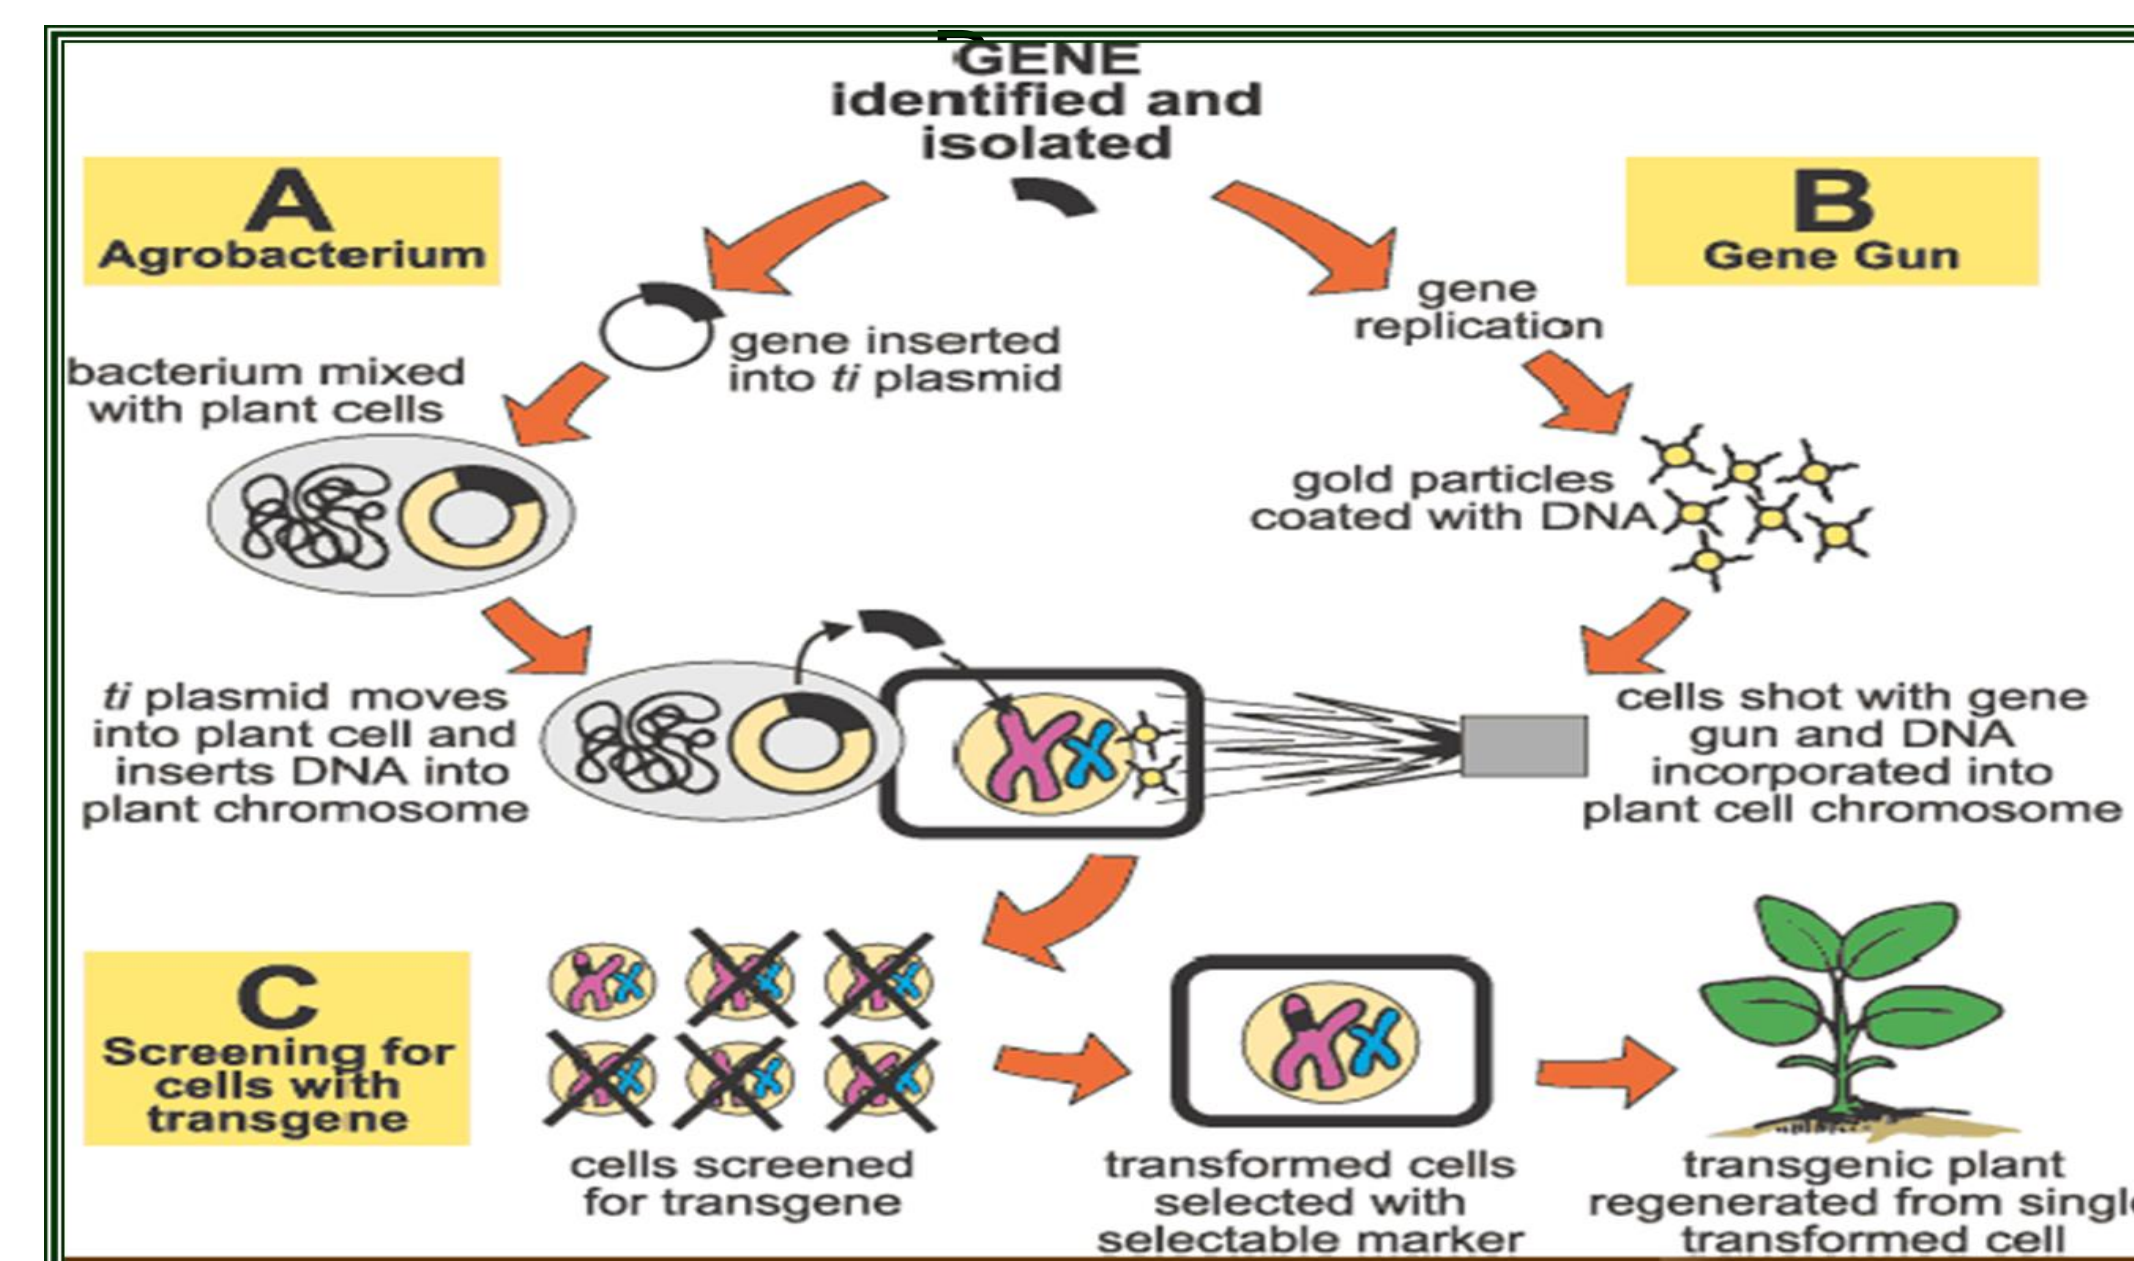 GENE
identified and
isolated
A
Agrobacterium
B
Gene Gun
gene inserted
into ti plasmid
gene
replication
bacterium mixed
with plant cells
gold particles
coated with DNA
ti plasmid moves
into plant cell and
inserts DNA into
plant chromosome
cells shot with gene
gun and DNA
incorporated into
plant cell chromosome
C
Screening for
cells with
transgene
cells screened
for transgene
transformed cells
selected with
selectable marker
transgenic plant
regenerated from singl
transformed cell